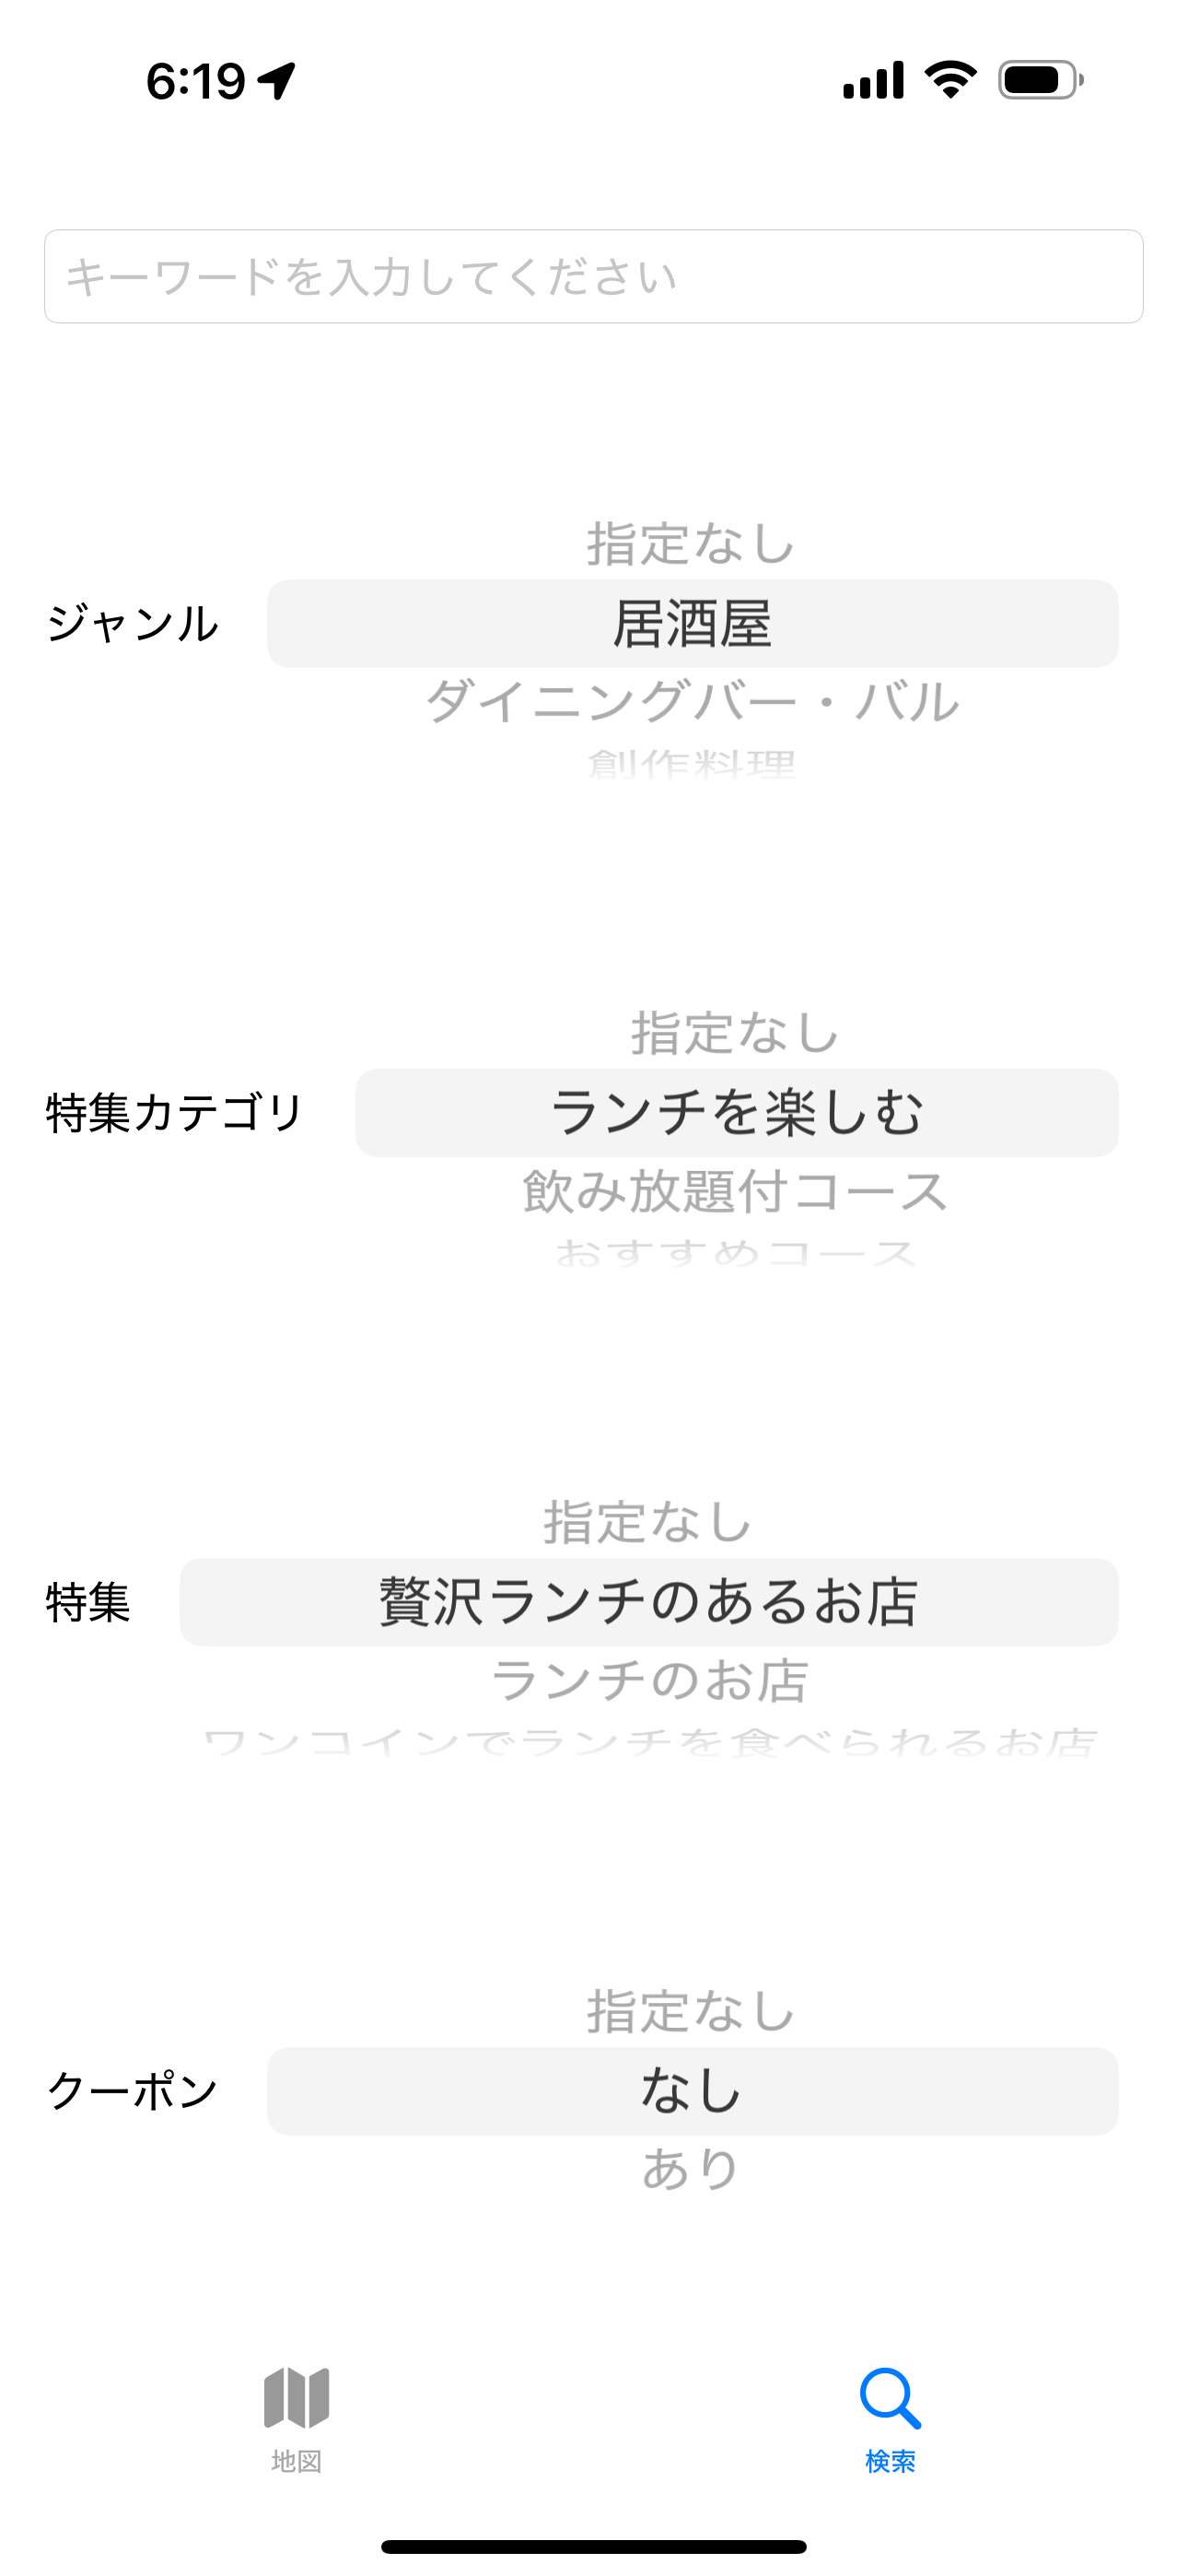 6:19
キーワードを入力してください
指定なし
ジャンル 居酒屋
ダイニングバー・バル
創作料理
指定なし
特集カテゴリ ランチを楽しむ
飲み放題付コース
おすすめコース
指定なし
特集 贅沢ランチのあるお店
ランチのお店
ワンコインでランチを食べられるお店
指定なし
クーポン なし
あり
地図 検索